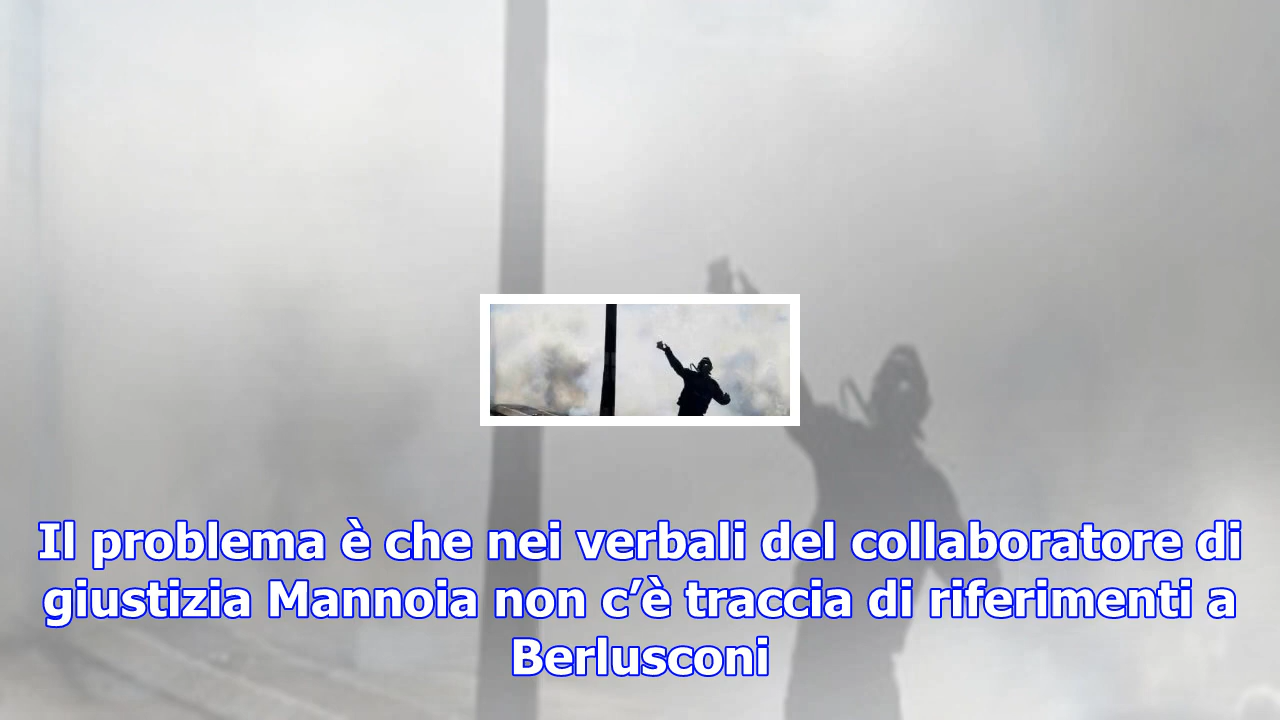 Il problema è che nei verbali del collaboratore di
giustizia Mannoia non c’è traccia di riferimenti a
Berlusconi